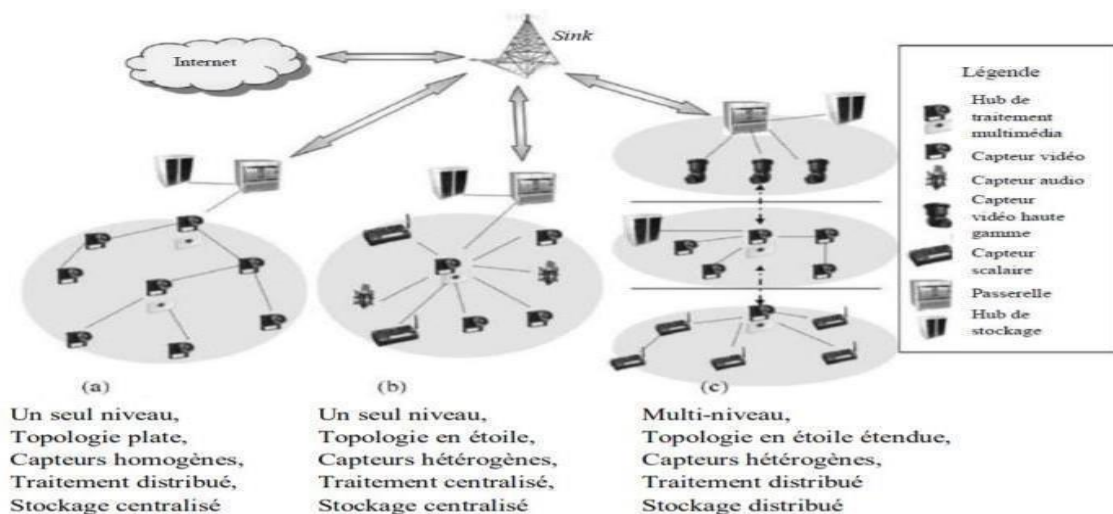 Sink
Internet
Légende
Hub de
traitement
multimédia
Capteur vidéo
Capteur audio
Capteur
vidéo haute
gamme
Capteur
scalaire
Passerelle
Hub de
stockage
(a)
Un seul niveau,
Topologie plate,
Capteurs homogènes,
Traitement distribué,
Stockage centralisé
(b)
Un seul niveau,
Topologie en étoile,
Capteurs hétérogènes,
Traitement centralisé,
Stockage centralisé
(c)
Multi-niveau,
Topologie en étoile étendue,
Capteurs hétérogènes,
Traitement distribué
Stockage distribué